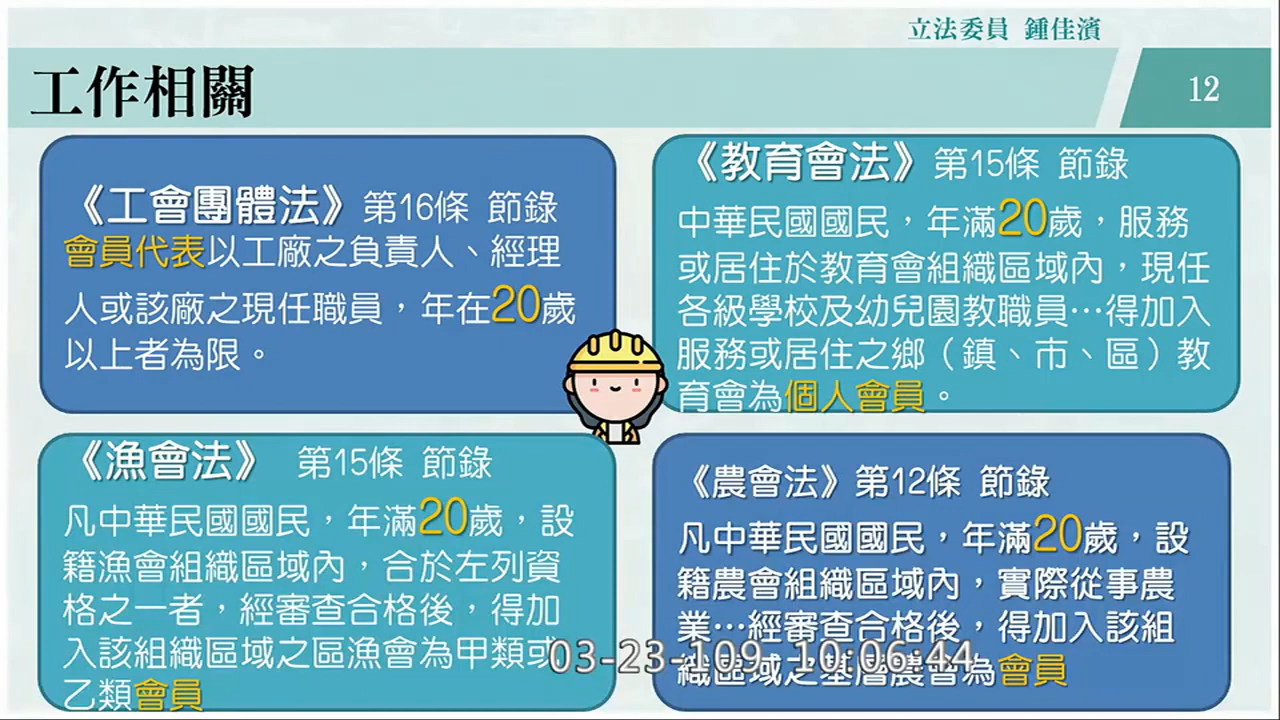 立法委員 鍾佳濱
工作相關
12
《工會團體法》第16條 節錄
會員代表以工廠之負責人、經理
人或該廠之現任職員，年在20歲
以上者為限。
《教育會法》第15條 節錄
中華民國國民，年滿20歲，服務
或居住於教育會組織區域內，現任
各級學校及幼兒園教職員…得加入
服務或居住之鄉（鎮、市、區）教
育會為個人會員。
《漁會法》 第15條 節錄
凡中華民國國民，年滿20歲，設
籍漁會組織區域內，合於左列資
格之一者，經審查合格後，得加
入該組織區域之區漁會為甲類或
乙類會員
《農會法》第12條 節錄
凡中華民國國民，年滿20歲，設
籍農會組織區域內，實際從事農
業…經審查合格後，得加入該組
織區域之基層農會為會員
03-23-109 10:06:44